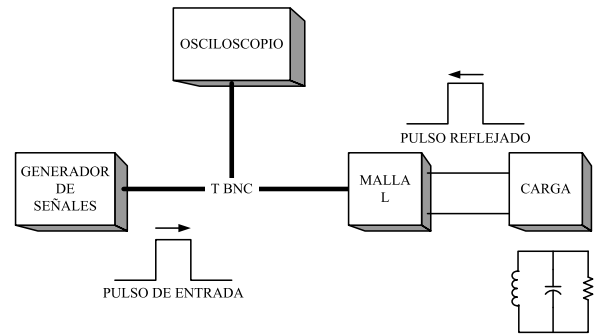 OSCILOSCOPIO
PULSO REFLEJADO
GENERADOR
DE
SEÑALES
T BNC
MALLA
L
CARGA
PULSO DE ENTRADA